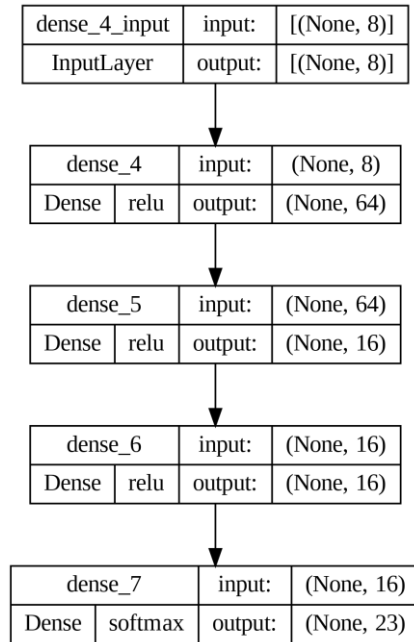 dense_4_input input: [(None, 8)]
InputLayer output: [(None, 8)]
dense_4 input: (None, 8)
Dense relu output: (None, 64)
dense_5 input: (None, 64)
Dense relu output: (None, 16)
dense_6 input: (None, 16)
Dense relu output: (None, 16)
dense_7 input: (None, 16)
Dense softmax output: (None, 23)